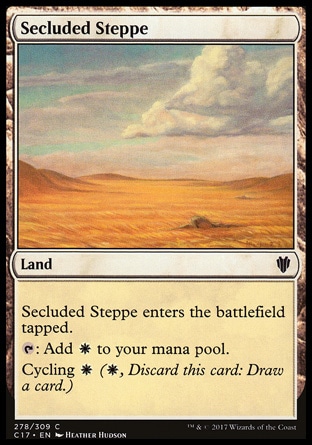 Secluded Steppe
Land
Secluded Steppe enters the battlefield
tapped.
: Add to your mana pool.
Cycling ( , Discard this card: Draw
a card.)
278/309 C
C17 • EN Heather Hudson
™ & © 2017 Wizards of the Coast